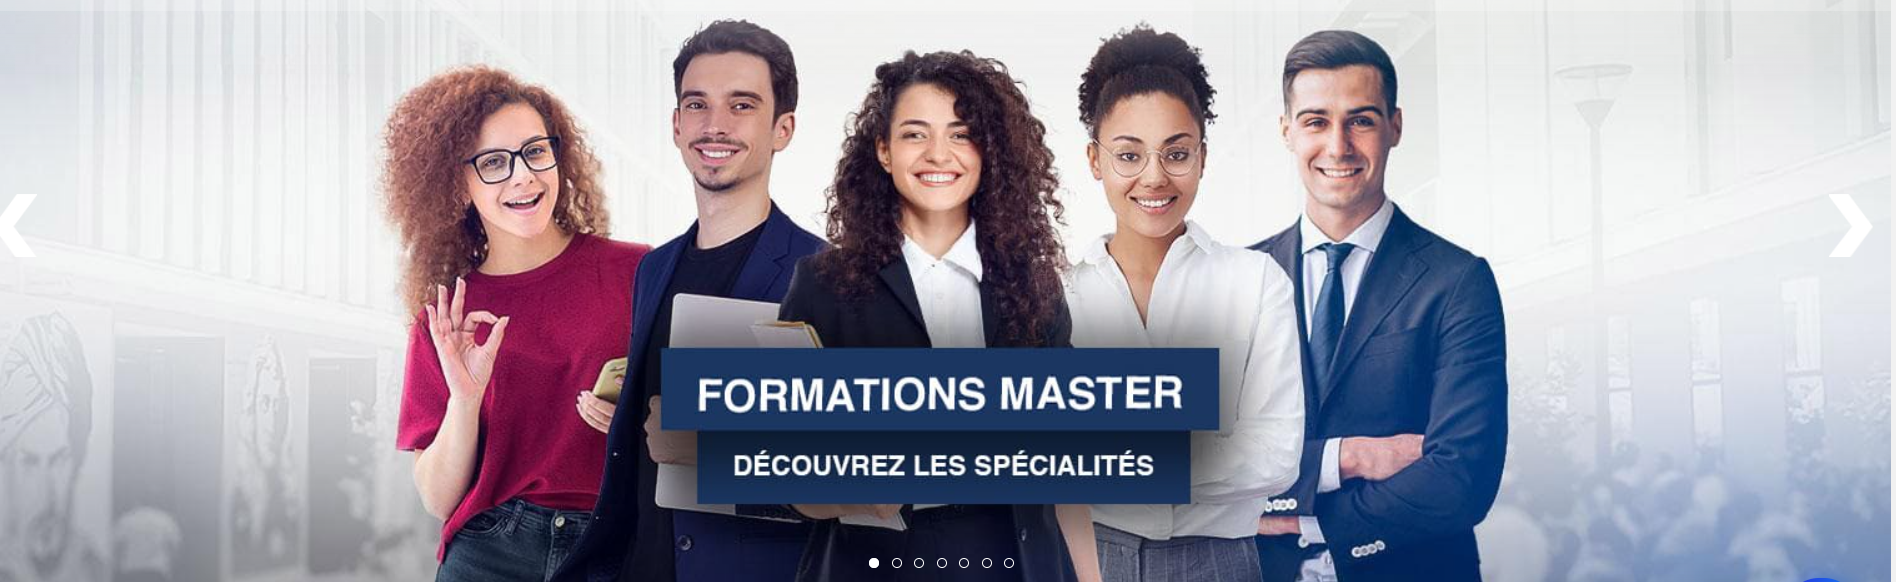 FORMATIONS MASTER
DÉCOUVREZ LES SPÉCIALITÉS